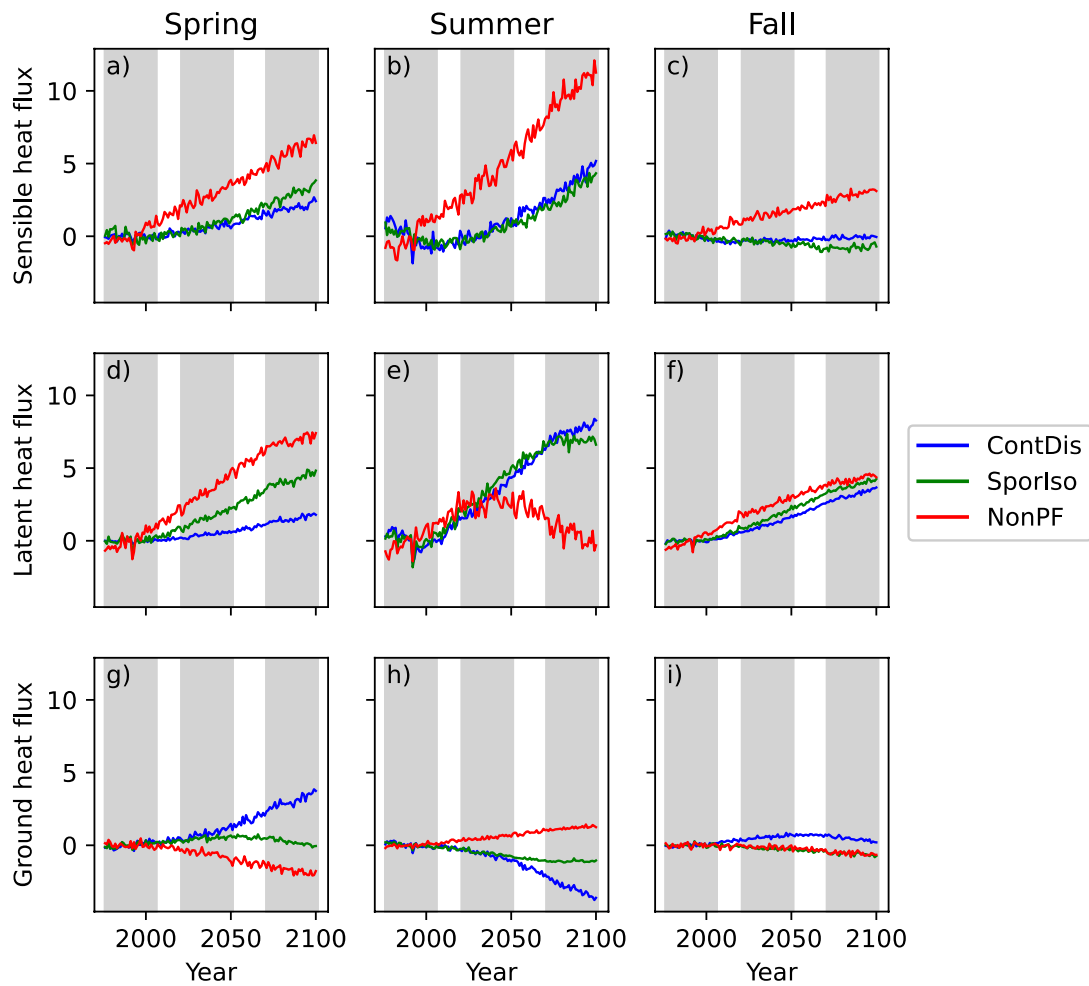 Spring Summer Fall
Sensible heat flux
a) b) c)
10
5
0
Latent heat flux
d) e) f)
10
5
0
ContDis
SporIso
NonPF
Ground heat flux
g) h) i)
10
5
0
2000 2050 2100 2000 2050 2100 2000 2050 2100
Year Year Year